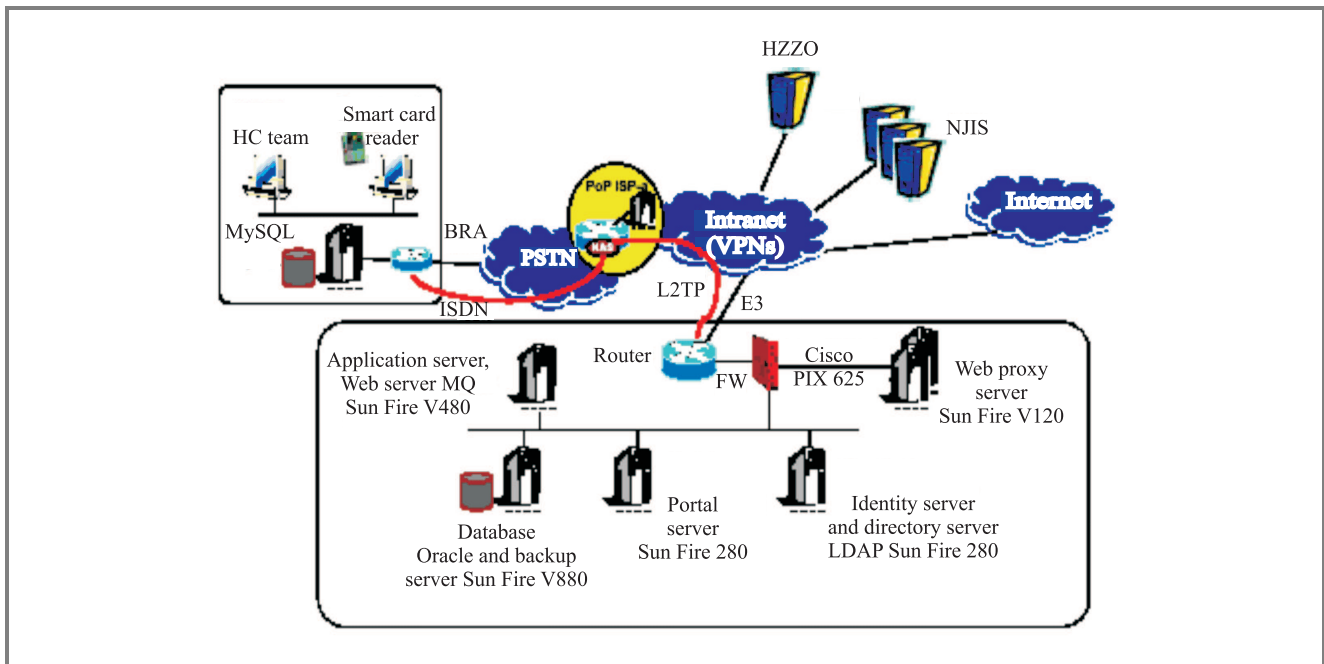 HZZO
Smart card
reader
HC team
NJIS
PoP ISP-a
Internet
Intranet
(VPNs)
MySQL
BRA
NAS
PSTN
L2TP
ISDN
E3
Application server,
Web server MQ
Sun Fire V480
Router
FW
Cisco
PIX 625
Web proxy
server
Sun Fire V120
Database
Oracle and backup
server Sun Fire V880
Portal
server
Sun Fire 280
Identity server
and directory server
LDAP Sun Fire 280